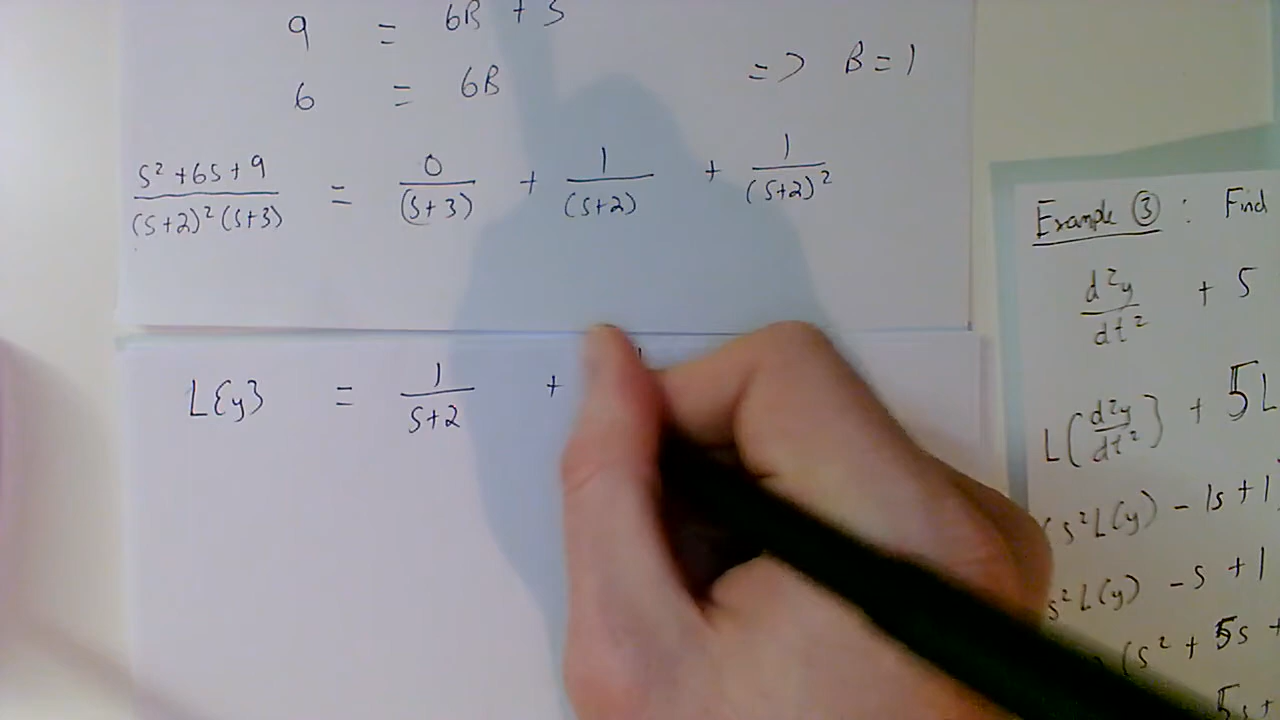 9 = 6B + 3
6 = 6B => B = 1
s² + 6s + 9 / (s+2)² (s+3) = 0 / (s+3) + 1 / (s+2) + 1 / (s+2)²
L{y} = 1 / s+2 +
Example ③ : Find
d²y / dt² + 5
L(d²y / dt²) + 5L
(s²L(y) - 1s + 1
s²L(y) - s + 1
(s² + 5s +
5s +